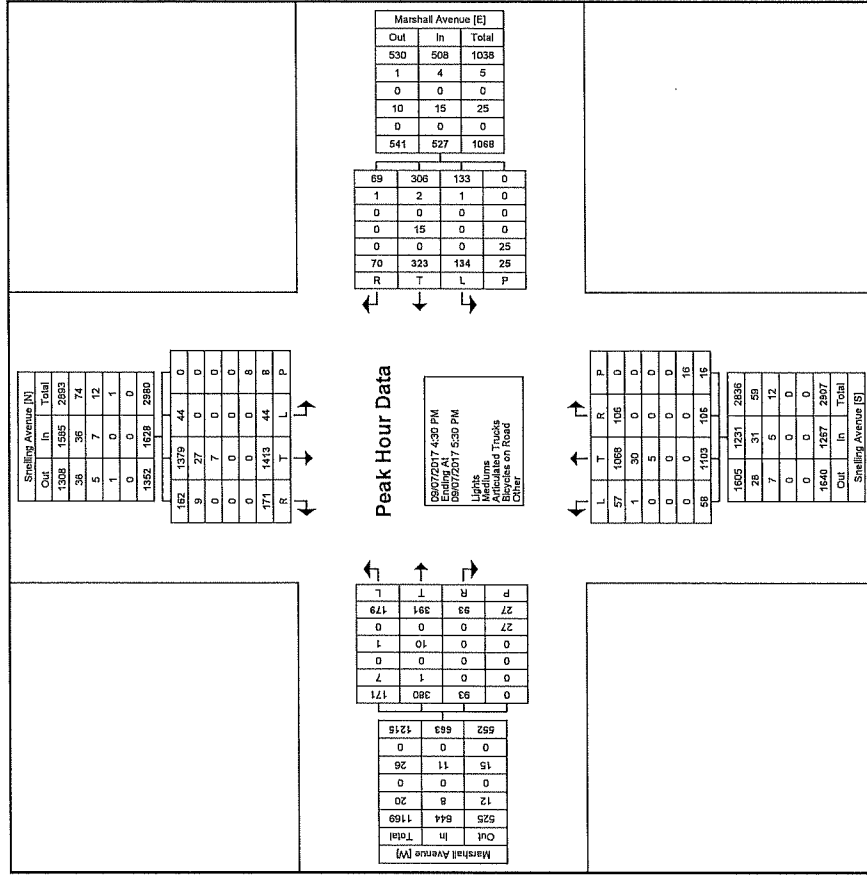 Marshall Avenue [E]
Out In Total
530 508 1038
1 4 5
0 0 0
10 15 25
0 0 0
541 527 1068
69 306 133 0
1 2 1 0
0 0 0 0
0 15 0 0
0 0 0 25
70 323 134 25
R T L P
Snelling Avenue [N]
Out In Total
1308 1585 2893
38 36 74
5 7 12
1 0 1
0 0 0
1352 1628 2980
162 1379 44 0
9 27 0 0
0 7 0 0
0 0 0 0
0 0 0 8
171 1413 44 8
R T L P
Peak Hour Data
09/07/2017 4:30 PM
Ending At
09/07/2017 5:30 PM
Lights
Mediums
Articulated Trucks
Bicycles on Road
Other
L T R P
57 1068 106 0
1 30 0 0
0 5 0 0
0 0 0 0
0 0 0 16
58 1103 106 16
1605 1231 2836
28 31 59
7 5 12
0 0 0
0 0 0
1640 1267 2907
Out In Total
Snelling Avenue [S]
Marshall Avenue [W]
Out In Total
525 644 1169
12 8 20
0 0 0
15 11 26
0 0 0
552 663 1215
0 93 380 171
0 0 1 7
0 0 0 0
0 0 10 1
27 0 0 0
27 93 391 179
P R T L